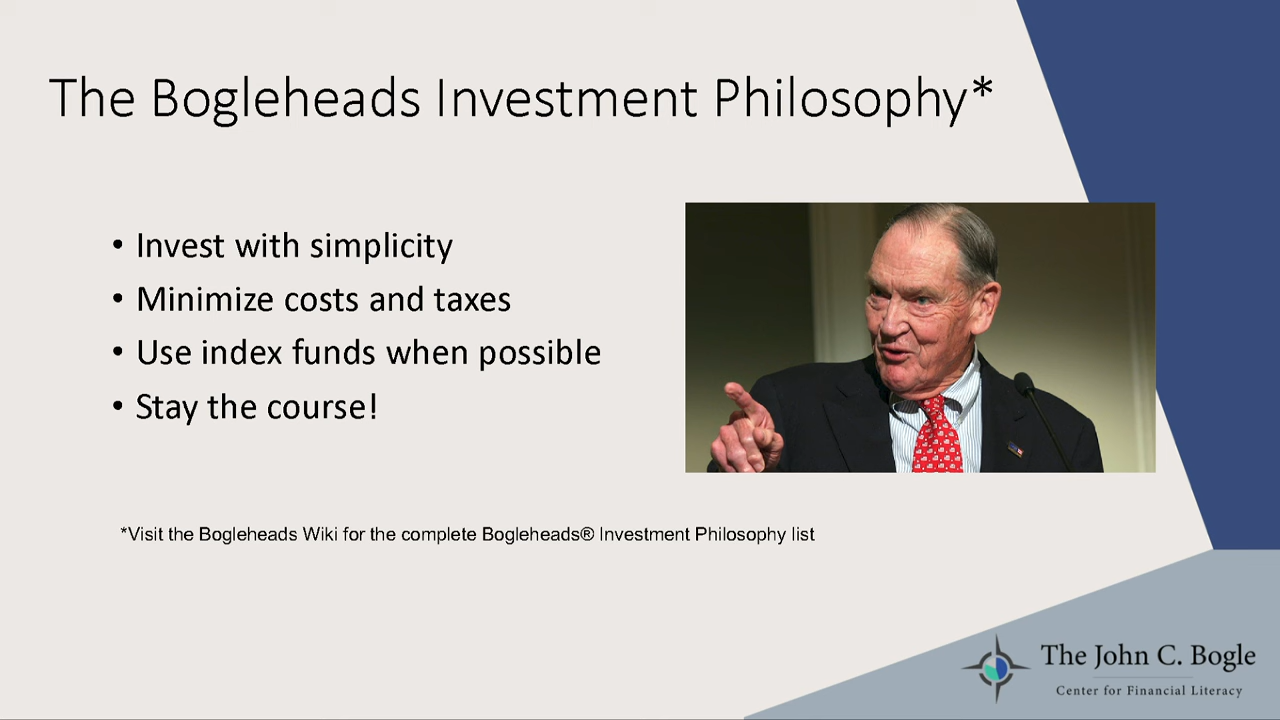 The Bogleheads Investment Philosophy*
• Invest with simplicity
• Minimize costs and taxes
• Use index funds when possible
• Stay the course!
*Visit the Bogleheads Wiki for the complete Bogleheads® Investment Philosophy list
The John C. Bogle
Center for Financial Literacy